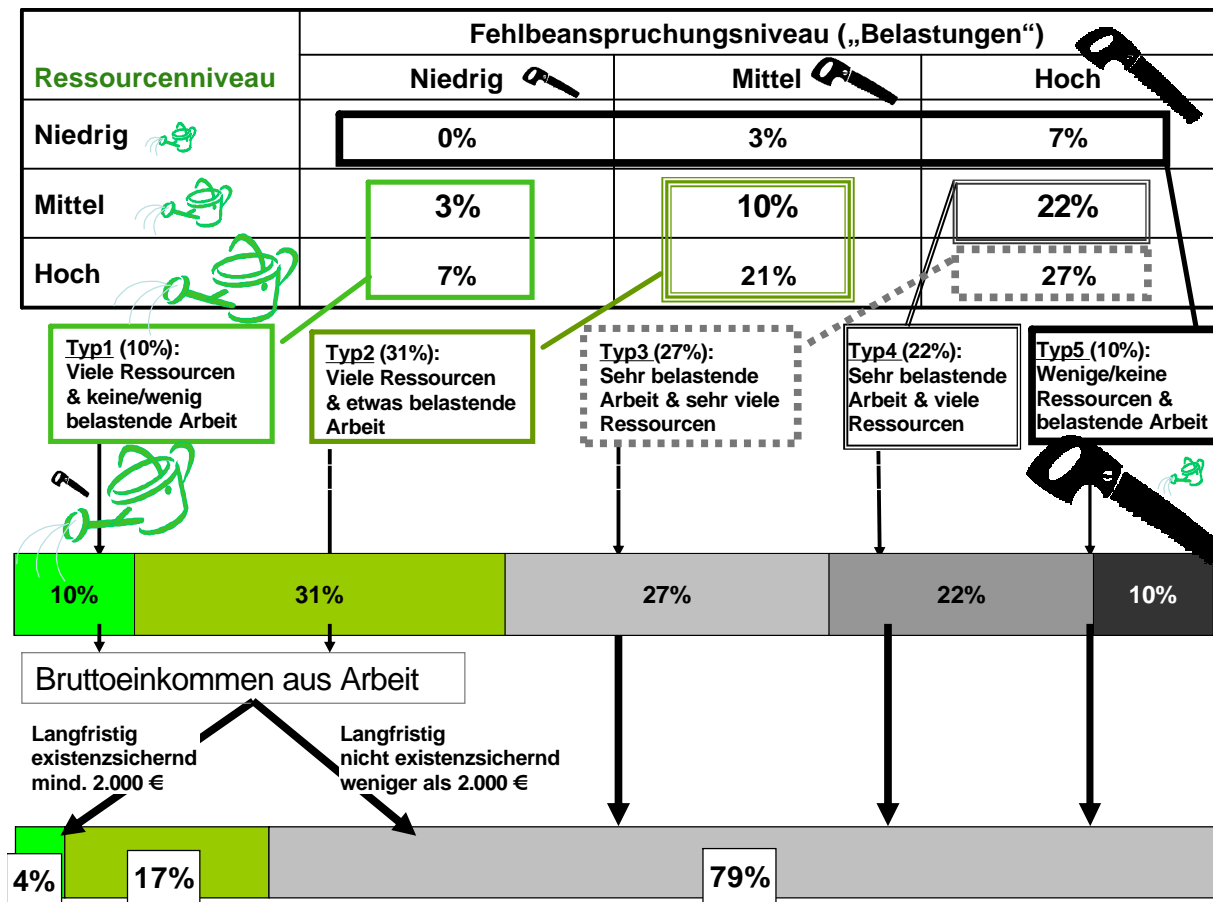 Fehlbeanspruchungsniveau („Belastungen“)
Ressourcenniveau
Niedrig
Mittel
Hoch
Niedrig
0%
3%
7%
Mittel
3%
10%
22%
Hoch
7%
21%
27%
Typ1 (10%):
Viele Ressourcen
& keine/wenig
belastende Arbeit
Typ2 (31%):
Viele Ressourcen
& etwas belastende
Arbeit
Typ3 (27%):
Sehr belastende
Arbeit & sehr viele
Ressourcen
Typ4 (22%):
Sehr belastende
Arbeit & viele
Ressourcen
Typ5 (10%):
Wenige/keine
Ressourcen &
belastende Arbeit
10%
31%
27%
22%
10%
Bruttoeinkommen aus Arbeit
Langfristig
existenzsichernd
mind. 2.000 €
Langfristig
nicht existenzsichernd
weniger als 2.000 €
4%
17%
79%